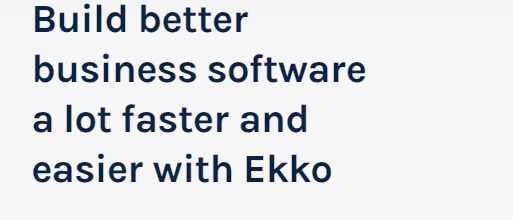 Build better
business software
a lot faster and
easier with Ekko